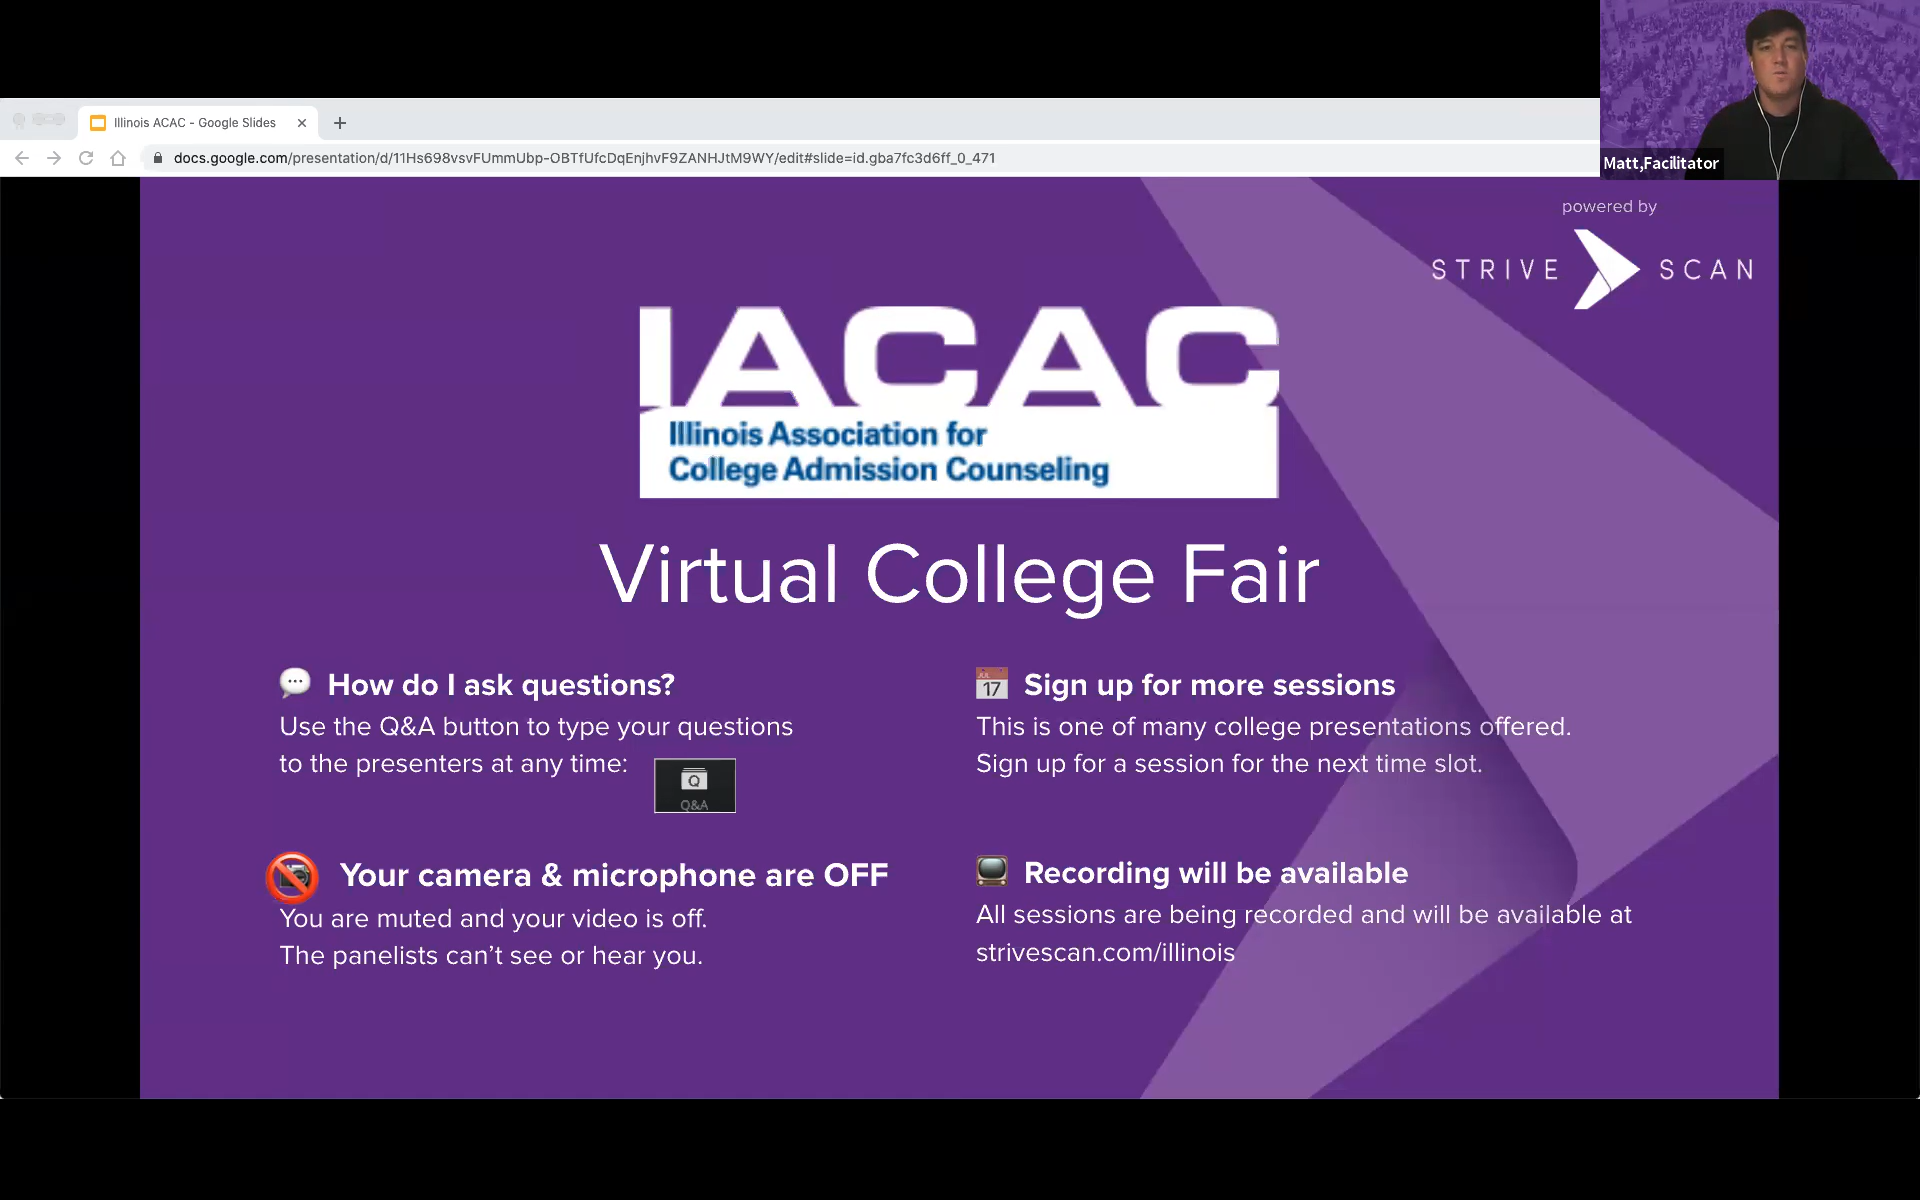 Illinois ACAC - Google Slides
docs.google.com/presentation/d/11Hs698vsvFUmmUbp-OBTfUfcDqEnjhvF9ZANHJtM9WY/edit#slide=id.gba7fc3d6ff_0_471
Matt,Facilitator
powered by
STRIVE SCAN
IACAC
Illinois Association for
College Admission Counseling
Virtual College Fair
How do I ask questions?
Use the Q&A button to type your questions
to the presenters at any time:
Q
Q&A
JUL
17
Sign up for more sessions
This is one of many college presentations offered.
Sign up for a session for the next time slot.
Your camera & microphone are OFF
You are muted and your video is off.
The panelists can’t see or hear you.
Recording will be available
All sessions are being recorded and will be available at
strivescan.com/illinois